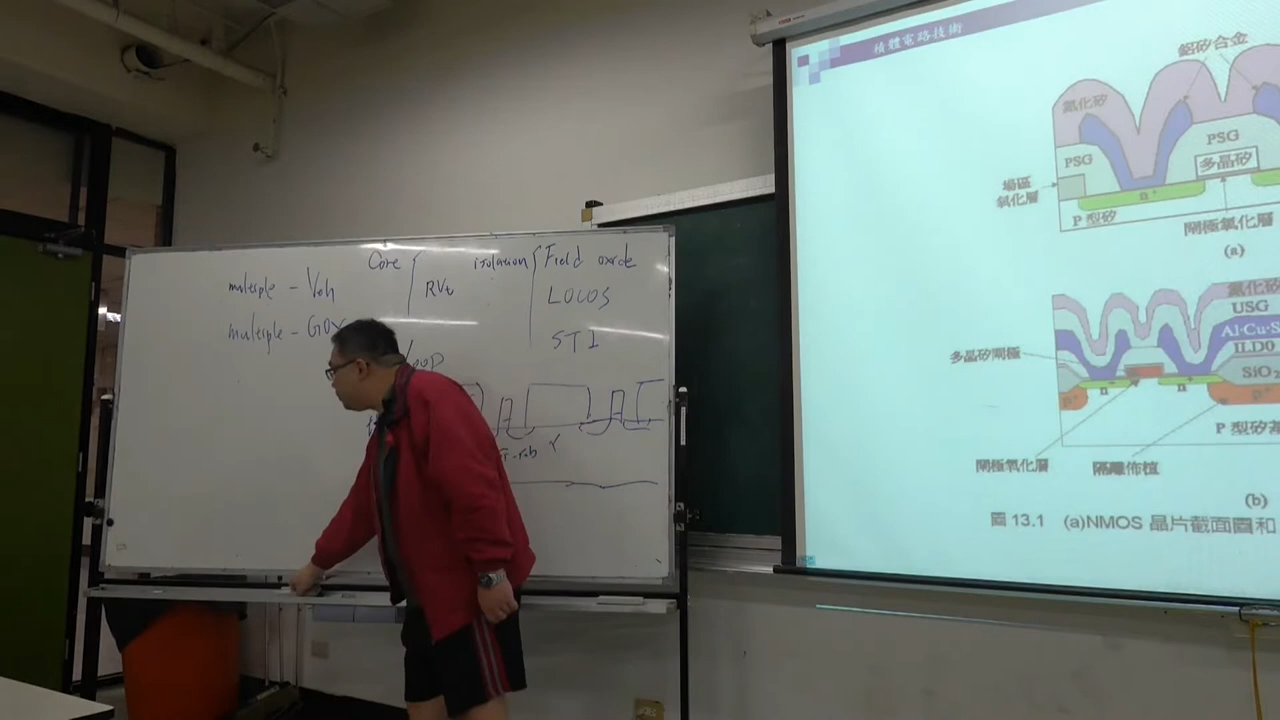 Core
isolation
Field oxide
multiple - Vth
RVt
LOCOS
multiple - GOX
STI
積體電路技術
鋁矽合金
氮化矽
PSG
PSG
多晶矽
場區
氧化層
n⁺
P 型矽
閘極氧化層
(a)
氮化矽
USG
Al·Cu·S
多晶矽閘極
ILD0
SiO₂
n
n
P 型矽基
閘極氧化層
隔離佈植
(b)
圖 13.1 (a)NMOS 晶片截面圖和